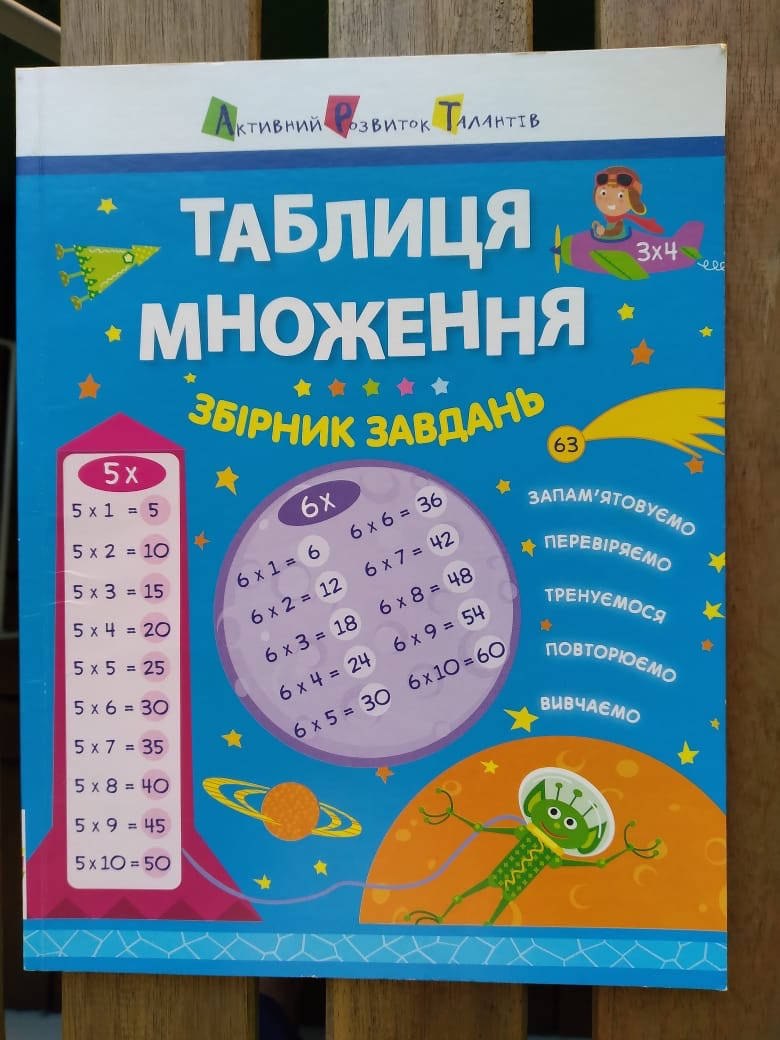 Активний Розвиток Талантів
ТАБЛИЦЯ
МНОЖЕННЯ
3x4
ЗБІРНИК ЗАВДАНЬ
63
5x
5 x 1 = 5
5 x 2 = 10
5 x 3 = 15
5 x 4 = 20
5 x 5 = 25
5 x 6 = 30
5 x 7 = 35
5 x 8 = 40
5 x 9 = 45
5 x 10 = 50
6x
6 x 1 = 6
6 x 2 = 12
6 x 3 = 18
6 x 4 = 24
6 x 5 = 30
6 x 6 = 36
6 x 7 = 42
6 x 8 = 48
6 x 9 = 54
6 x 10 = 60
ЗАПАМ'ЯТОВУЄМО
ПЕРЕВІРЯЄМО
ТРЕНУЄМОСЯ
ПОВТОРЮЄМО
ВИВЧАЄМО